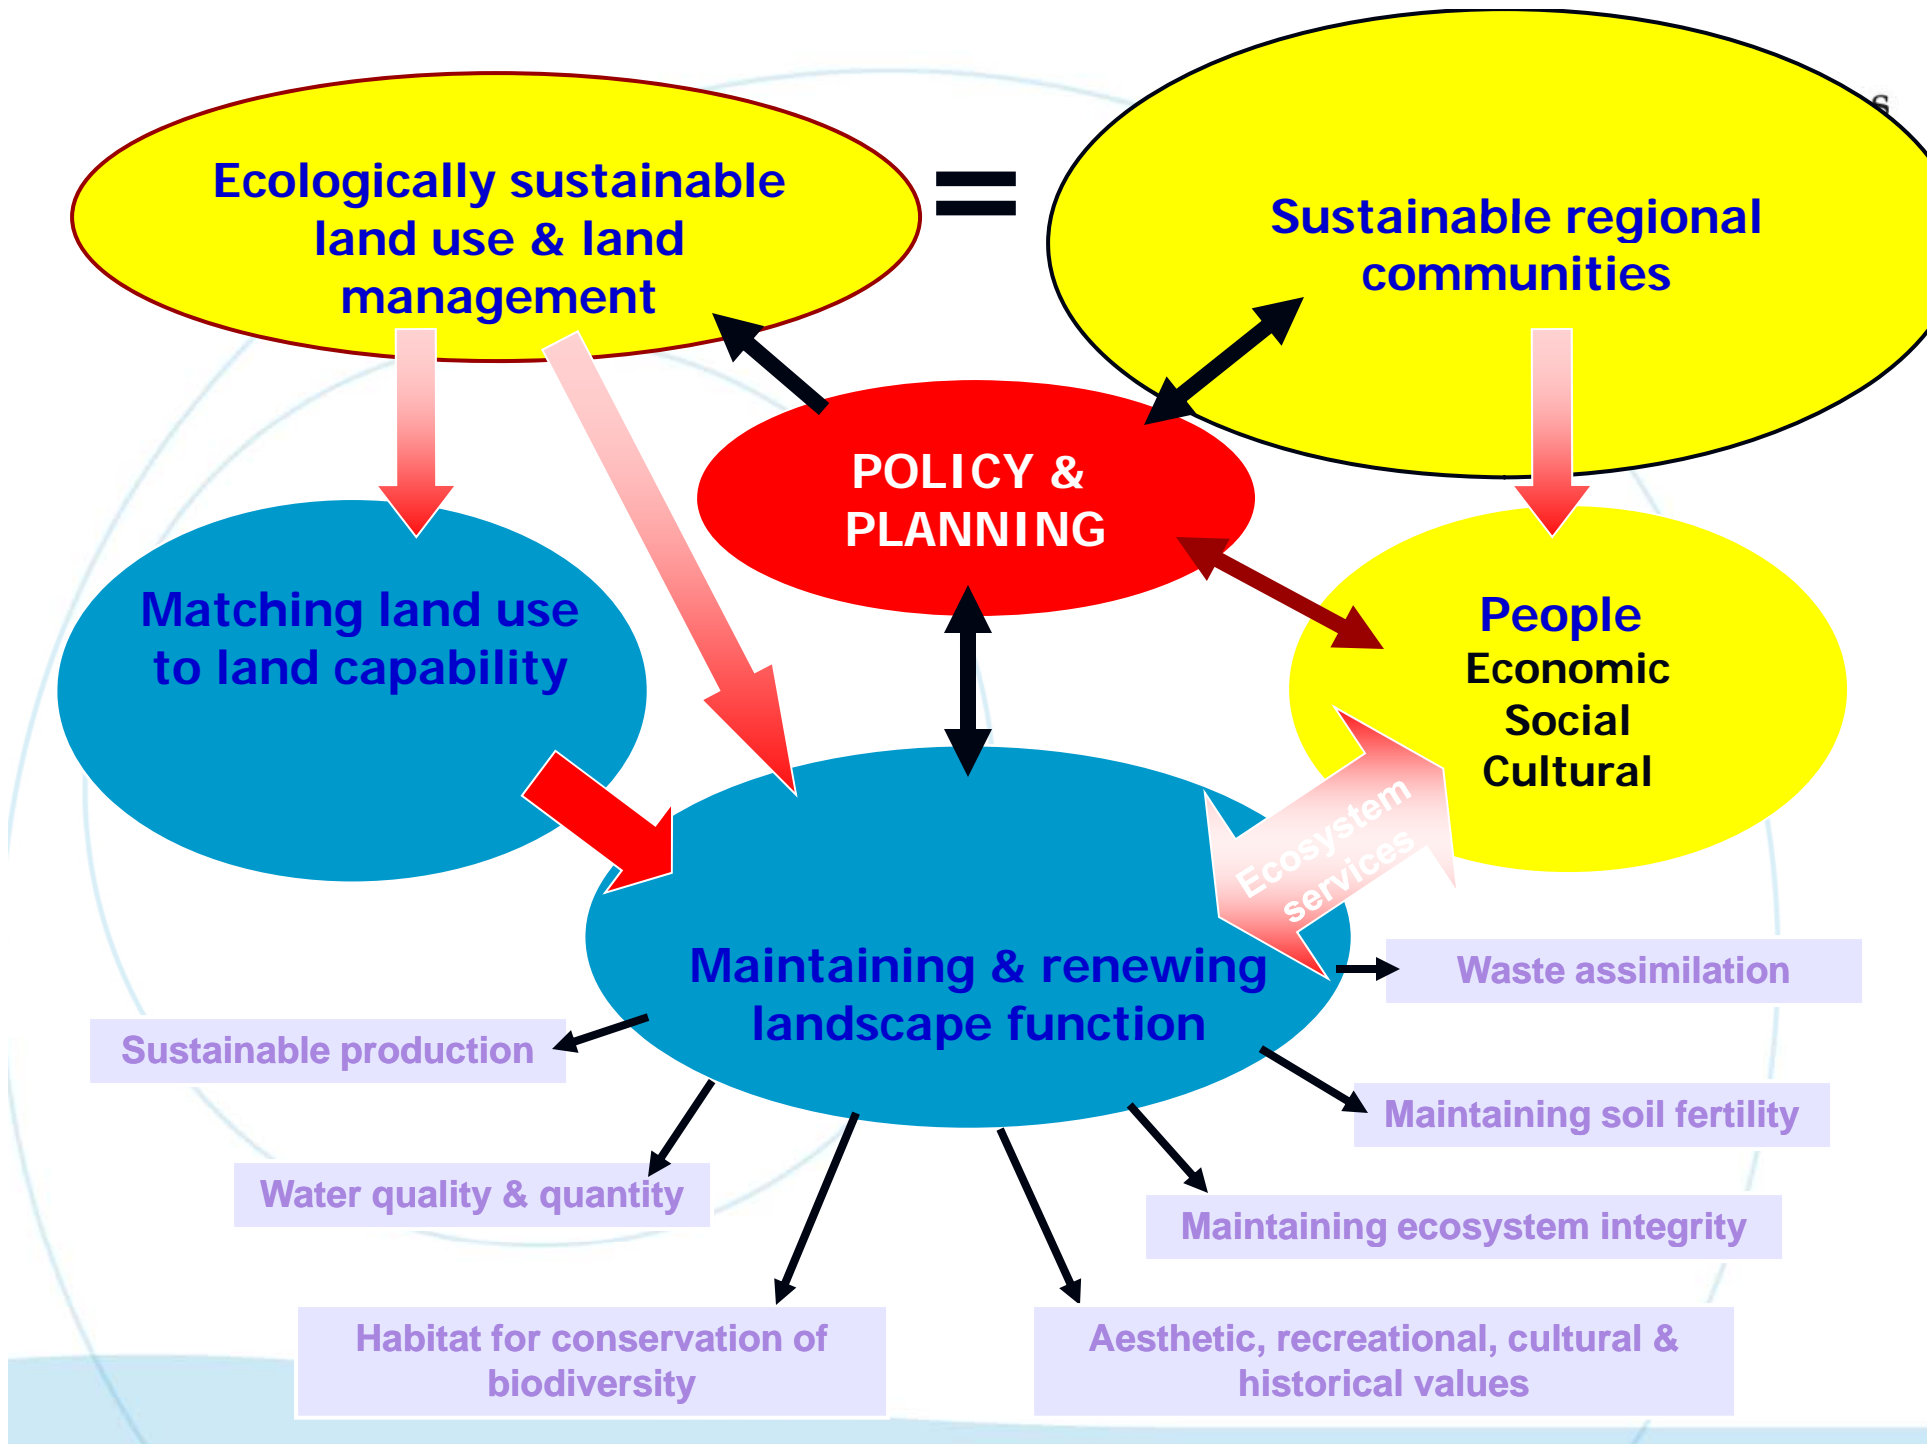 Ecologically sustainable
land use & land
management
=
s
Sustainable regional
communities
POLICY &
PLANNING
Matching land use
to land capability
People
Economic
Social
Cultural
Ecosystem
services
Maintaining & renewing
landscape function
Waste assimilation
Sustainable production
Maintaining soil fertility
Water quality & quantity
Maintaining ecosystem integrity
Habitat for conservation of
biodiversity
Aesthetic, recreational, cultural &
historical values